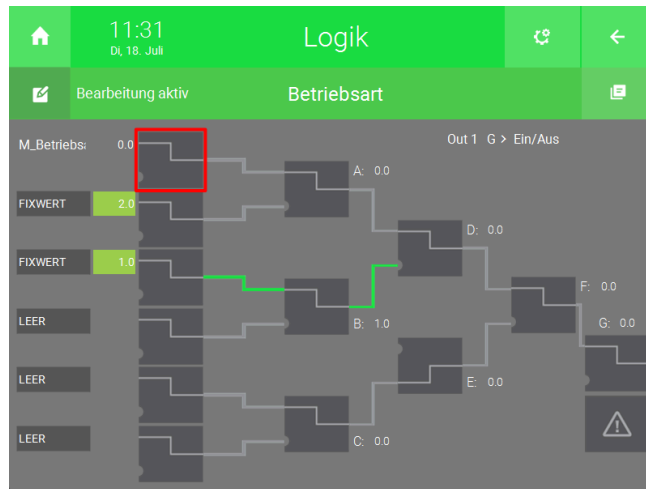 11:31
Di, 18. Juli
Logik
Bearbeitung aktiv
Betriebsart
M_Betriebsa 0.0
Out 1 G > Ein/Aus
A: 0.0
FIXWERT 2.0
D: 0.0
FIXWERT 1.0
F: 0.0
LEER
B: 1.0
G: 0.0
LEER
E: 0.0
LEER
C: 0.0